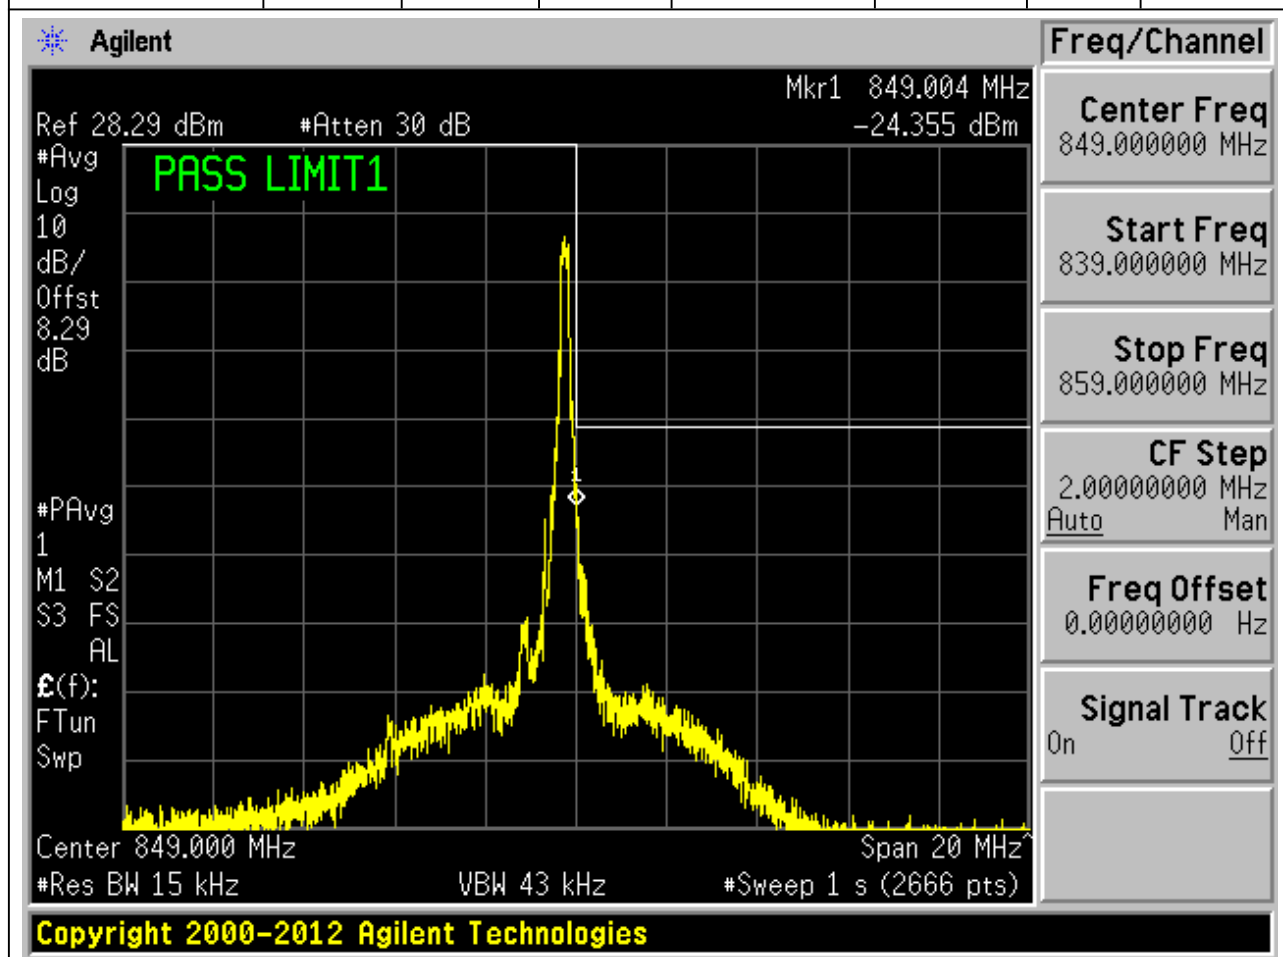 Agilent
Freq/Channel
Mkr1 849.004 MHz
Ref 28.29 dBm #Atten 30 dB -24.355 dBm
#Avg
Log
10
dB/
Offst
8.29
dB
PASS LIMIT1
1
#PAvg
1
M1 S2
S3 FS
AL
£(f):
FTun
Swp
Center 849.000 MHz Span 20 MHz^
#Res BW 15 kHz VBW 43 kHz #Sweep 1 s (2666 pts)
Copyright 2000-2012 Agilent Technologies
Center Freq
849.000000 MHz
Start Freq
839.000000 MHz
Stop Freq
859.000000 MHz
CF Step
2.00000000 MHz
Auto Man
Freq Offset
0.00000000 Hz
Signal Track
On Off